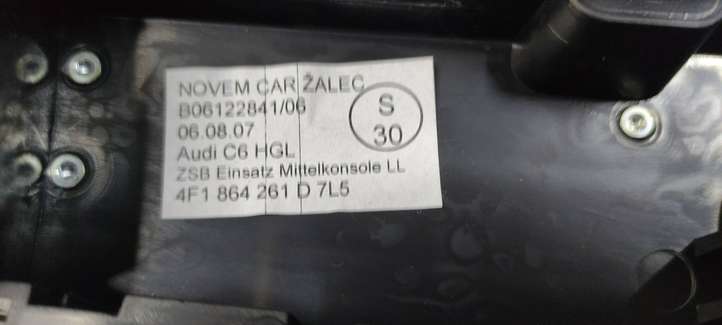 NOVEM CAR ŽALEC
B06122841/06
06.08.07
Audi C6 HGL
ZSB Einsatz Mittelkonsole LL
4F1 864 261 D 7L5
S
30